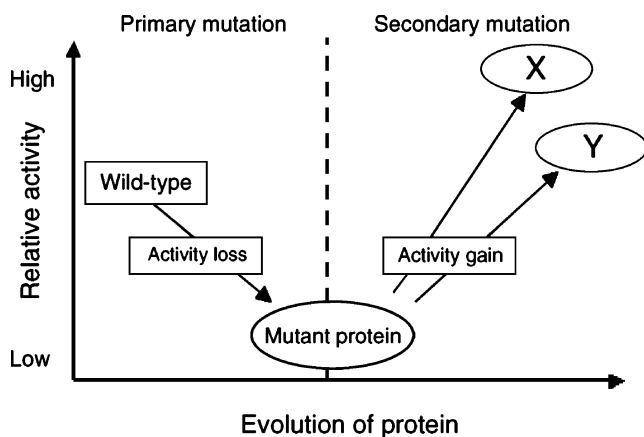 Primary mutation
Secondary mutation
High
X
Y
Relative activity
Wild-type
Activity loss
Activity gain
Mutant protein
Low
Evolution of protein